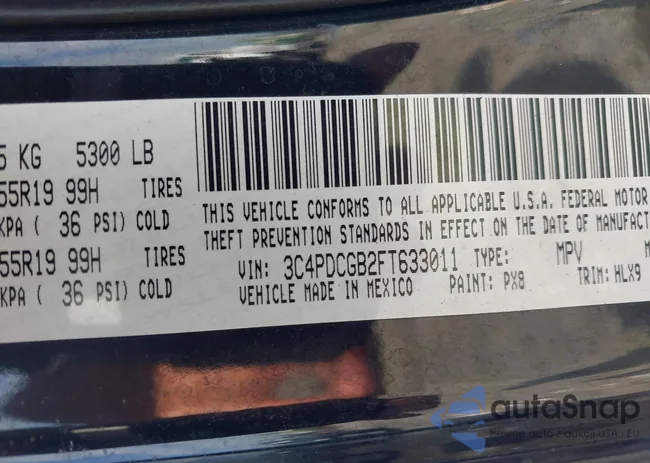 5 KG 5300 LB
55R19 99H TIRES
KPA ( 36 PSI) COLD
55R19 99H TIRES
KPA ( 36 PSI) COLD
THIS VEHICLE CONFORMS TO ALL APPLICABLE U.S.A. FEDERAL MOTOR
THEFT PREVENTION STANDARDS IN EFFECT ON THE DATE OF MANUFACT
VIN: 3C4PDCGB2FT633011 TYPE: MPV
VEHICLE MADE IN MEXICO PAINT: PX8 TRIM: HLX9
autoSnap